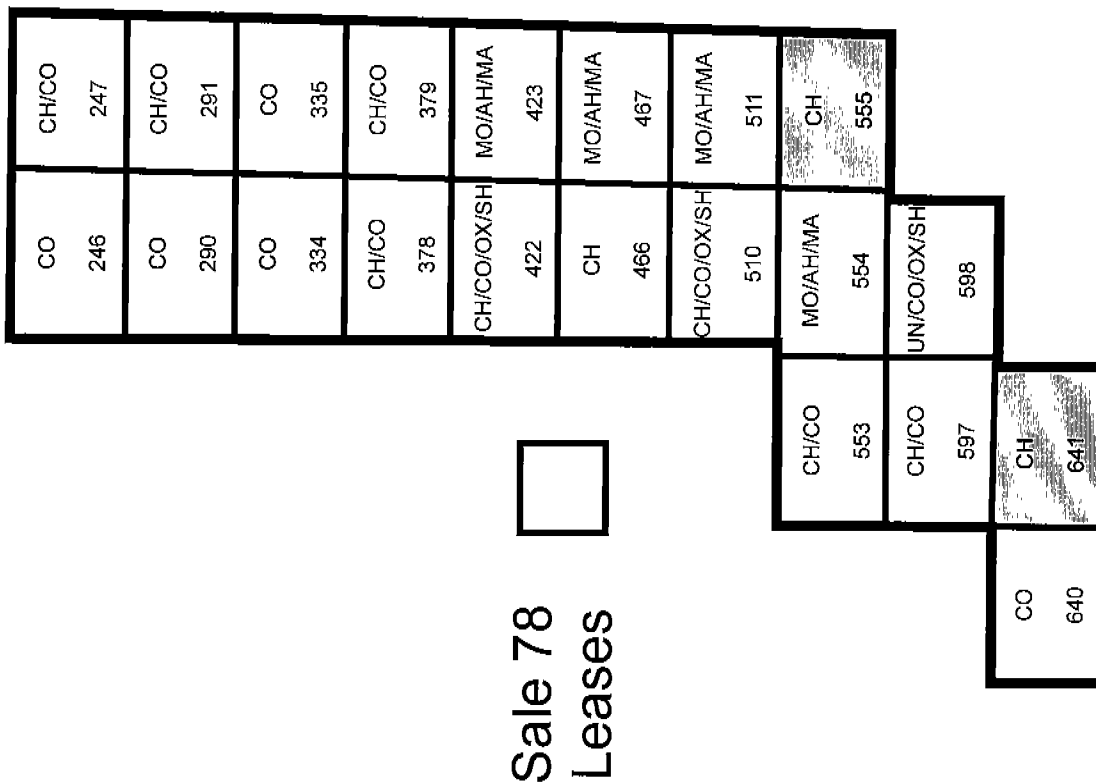 CO
246
CH/CO
247
CO
290
CH/CO
291
CO
334
CO
335
CH/CO
378
CH/CO
379
CH/CO/OX/SH
422
MO/AH/MA
423
CH
466
MO/AH/MA
467
CH/CO/OX/SH
510
MO/AH/MA
511
CH/CO
553
MO/AH/MA
554
CH
555
CH/CO
597
UN/CO/OX/SH
598
CO
640
CH
641
Sale 78
Leases